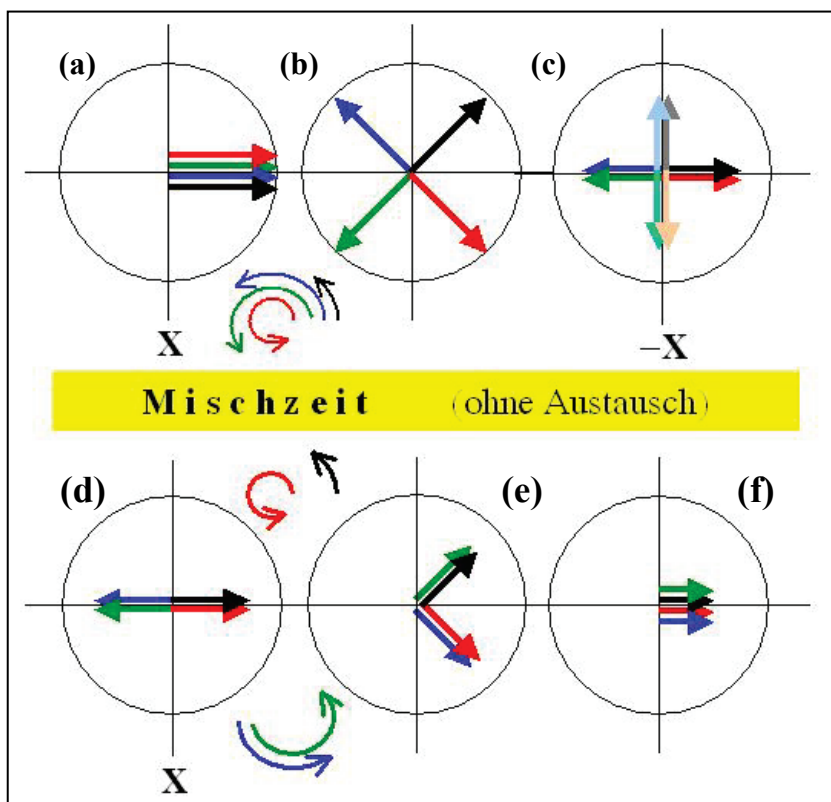 (a) (b) (c)
X –X
Mischzeit (ohne Austausch)
(d) (e) (f)
X